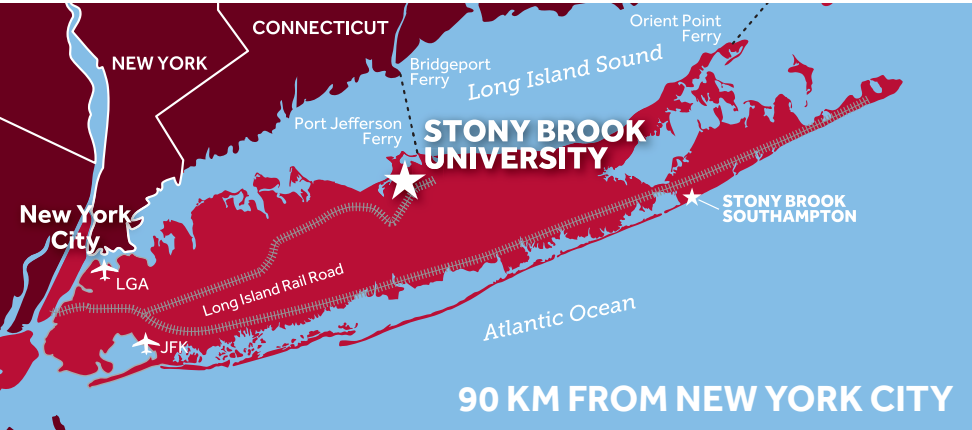 Orient Point
Ferry
CONNECTICUT
NEW YORK
Bridgeport
Ferry
Long Island Sound
Port Jefferson
Ferry
STONY BROOK
UNIVERSITY
New York
City
STONY BROOK
SOUTHAMPTON
LGA
Long Island Rail Road
Atlantic Ocean
JFK
90 KM FROM NEW YORK CITY